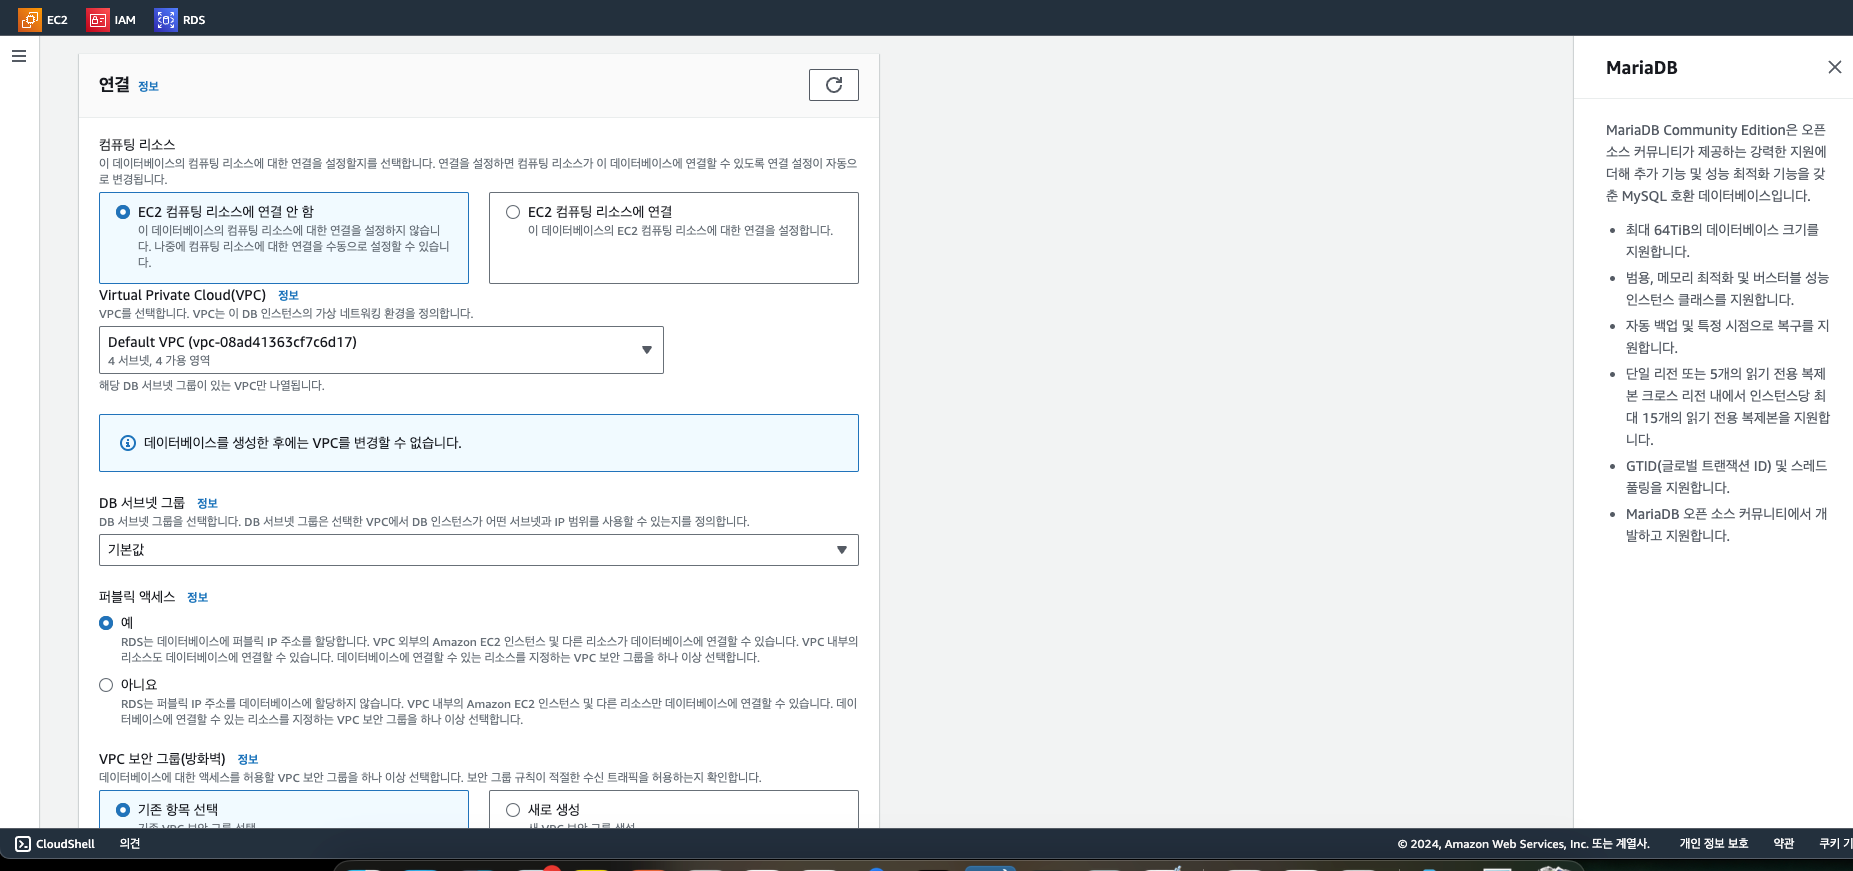 EC2 IAM RDS
연결 정보
컴퓨팅 리소스
이 데이터베이스의 컴퓨팅 리소스에 대한 연결을 설정할지를 선택합니다. 연결을 설정하면 컴퓨팅 리소스가 이 데이터베이스에 연결할 수 있도록 연결 설정이 자동으
로 변경됩니다.
EC2 컴퓨팅 리소스에 연결 안 함
이 데이터베이스의 컴퓨팅 리소스에 대한 연결을 설정하지 않습니
다. 나중에 컴퓨팅 리소스에 대한 연결을 수동으로 설정할 수 있습니
다.
EC2 컴퓨팅 리소스에 연결
이 데이터베이스의 EC2 컴퓨팅 리소스에 대한 연결을 설정합니다.
Virtual Private Cloud(VPC) 정보
VPC를 선택합니다. VPC는 이 DB 인스턴스의 가상 네트워킹 환경을 정의합니다.
Default VPC (vpc-08ad41363cf7c6d17)
4 서브넷, 4 가용 영역
해당 DB 서브넷 그룹이 있는 VPC만 나열됩니다.
데이터베이스를 생성한 후에는 VPC를 변경할 수 없습니다.
DB 서브넷 그룹 정보
DB 서브넷 그룹을 선택합니다. DB 서브넷 그룹은 선택한 VPC에서 DB 인스턴스가 어떤 서브넷과 IP 범위를 사용할 수 있는지를 정의합니다.
기본값
퍼블릭 액세스 정보
예
RDS는 데이터베이스에 퍼블릭 IP 주소를 할당합니다. VPC 외부의 Amazon EC2 인스턴스 및 다른 리소스가 데이터베이스에 연결할 수 있습니다. VPC 내부의
리소스도 데이터베이스에 연결할 수 있습니다. 데이터베이스에 연결할 수 있는 리소스를 지정하는 VPC 보안 그룹을 하나 이상 선택합니다.
아니요
RDS는 퍼블릭 IP 주소를 데이터베이스에 할당하지 않습니다. VPC 내부의 Amazon EC2 인스턴스 및 다른 리소스만 데이터베이스에 연결할 수 있습니다. 데이
터베이스에 연결할 수 있는 리소스를 지정하는 VPC 보안 그룹을 하나 이상 선택합니다.
VPC 보안 그룹(방화벽) 정보
데이터베이스에 대한 액세스를 허용할 VPC 보안 그룹을 하나 이상 선택합니다. 보안 그룹 규칙이 적절한 수신 트래픽을 허용하는지 확인합니다.
기존 항목 선택
기존 VPC 보안 그룹 선택
새로 생성
새 VPC 보안 그룹 생성
MariaDB
MariaDB Community Edition은 오픈
소스 커뮤니티가 제공하는 강력한 지원에
더해 추가 기능 및 성능 최적화 기능을 갖
춘 MySQL 호환 데이터베이스입니다.
최대 64TiB의 데이터베이스 크기를
지원합니다.
범용, 메모리 최적화 및 버스터블 성능
인스턴스 클래스를 지원합니다.
자동 백업 및 특정 시점으로 복구를 지
원합니다.
단일 리전 또는 5개의 읽기 전용 복제
본 크로스 리전 내에서 인스턴스당 최
대 15개의 읽기 전용 복제본을 지원합
니다.
GTID(글로벌 트랜잭션 ID) 및 스레드
풀링을 지원합니다.
MariaDB 오픈 소스 커뮤니티에서 개
발하고 지원합니다.
CloudShell 의견 © 2024, Amazon Web Services, Inc. 또는 계열사. 개인 정보 보호 약관 쿠키 기